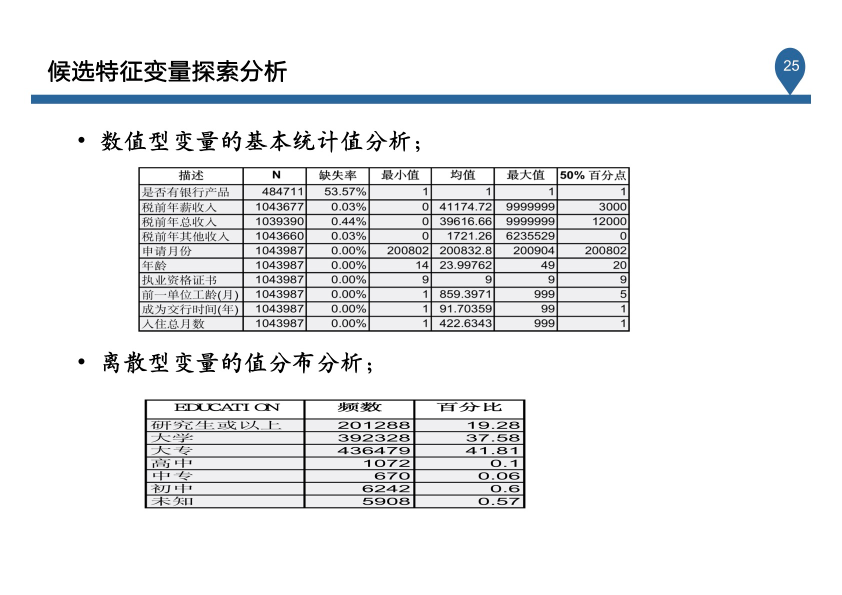 候选特征变量探索分析
25
• 数值型变量的基本统计值分析；
描述 N 缺失率 最小值 均值 最大值 50% 百分点
是否有银行产品 484711 53.57% 1 1 1 1
税前年薪收入 1043677 0.03% 0 41174.72 9999999 3000
税前年总收入 1039390 0.44% 0 39616.66 9999999 12000
税前年其他收入 1043660 0.03% 0 1721.26 6235529 0
申请月份 1043987 0.00% 200802 200832.8 200904 200802
年龄 1043987 0.00% 14 23.99762 49 20
执业资格证书 1043987 0.00% 9 9 9 9
前一单位工龄(月) 1043987 0.00% 1 859.3971 999 5
成为交行时间(年) 1043987 0.00% 1 91.70359 99 1
入住总月数 1043987 0.00% 1 422.6343 999 1
• 离散型变量的值分布分析；
EDUCATION 频数 百分比
研究生或以上 201288 19.28
大学 392328 37.58
大专 436479 41.81
高中 1072 0.1
中专 670 0.06
初中 6242 0.6
未知 5908 0.57